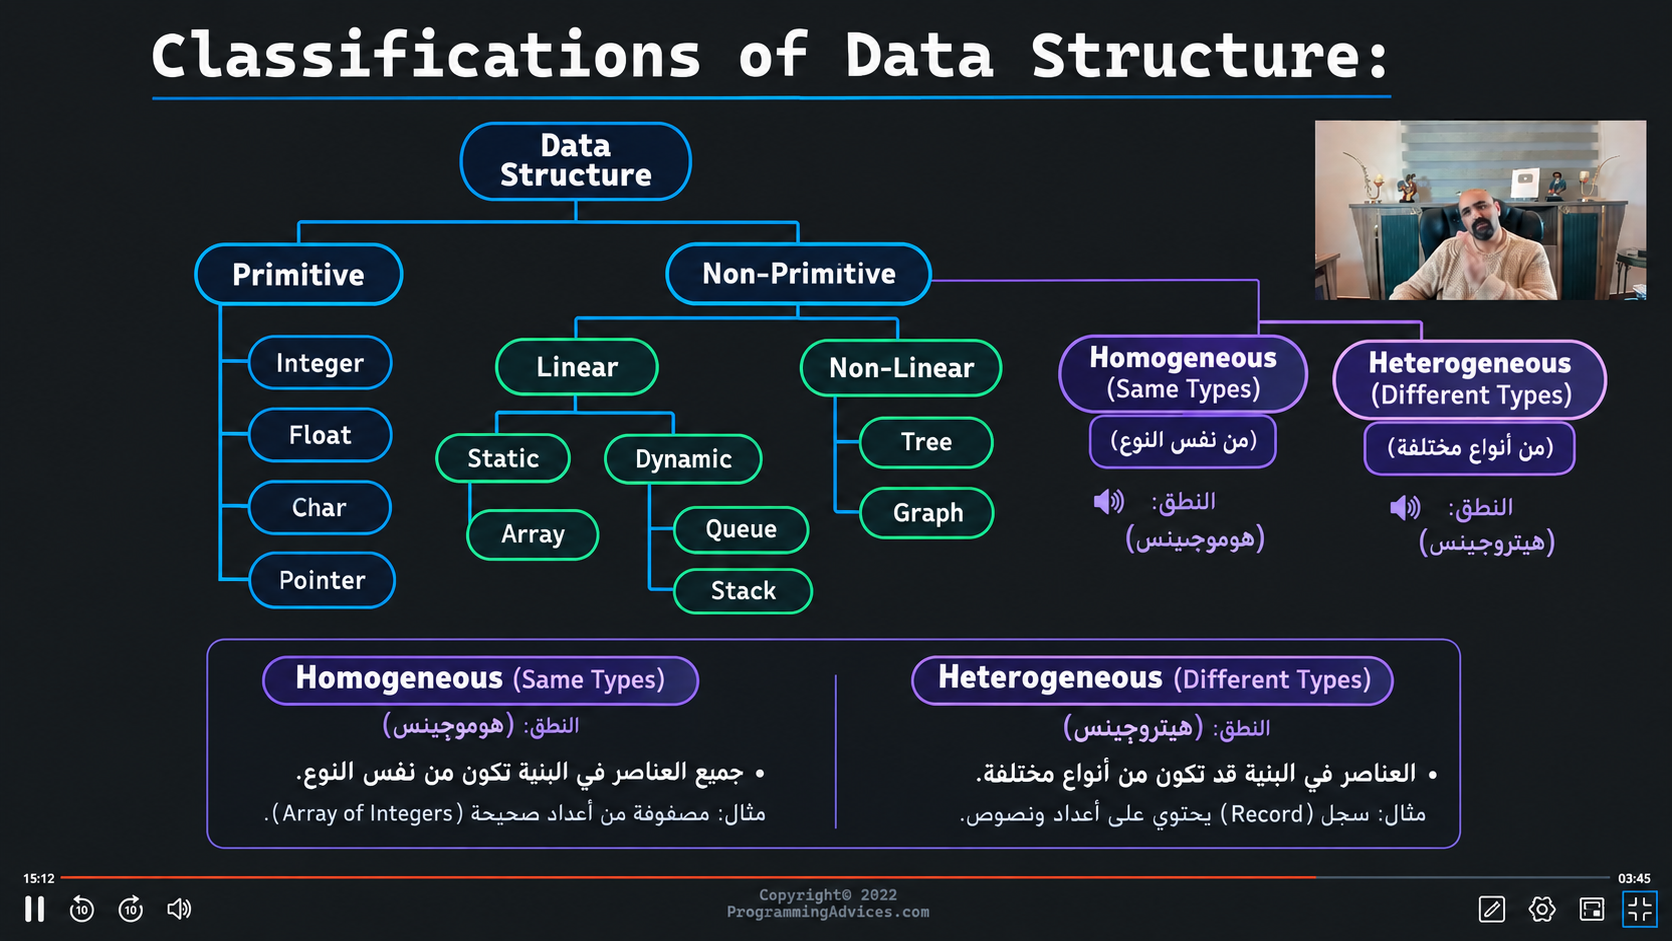 Classifications of Data Structure:
Data
Structure
Primitive
Non-Primitive
Integer
Float
Char
Pointer
Linear
Non-Linear
Static
Dynamic
Array
Queue
Stack
Tree
Graph
Homogeneous
(Same Types)
(من نفس النوع)
النطق:
(هوموجينس)
Heterogeneous
(Different Types)
(من أنواع مختلفة)
النطق:
(هيتروجينس)
Homogeneous (Same Types)
النطق: (هوموجينس)
• جميع العناصر في البنية تكون من نفس النوع.
مثال: مصفوفة من أعداد صحيحة (Array of Integers).
Heterogeneous (Different Types)
النطق: (هيتروجينس)
• العناصر في البنية قد تكون من أنواع مختلفة.
مثال: سجل (Record) يحتوي على أعداد ونصوص.
15:12
03:45
10
10
Copyright© 2022
ProgrammingAdvices.com